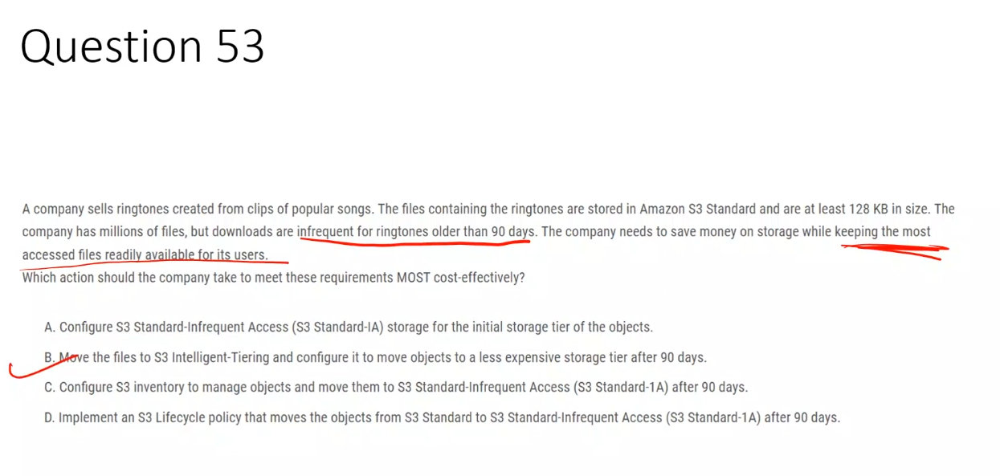 Question 53
A company sells ringtones created from clips of popular songs. The files containing the ringtones are stored in Amazon S3 Standard and are at least 128 KB in size. The
company has millions of files, but downloads are infrequent for ringtones older than 90 days. The company needs to save money on storage while keeping the most
accessed files readily available for its users.
Which action should the company take to meet these requirements MOST cost-effectively?
A. Configure S3 Standard-Infrequent Access (S3 Standard-IA) storage for the initial storage tier of the objects.
B. Move the files to S3 Intelligent-Tiering and configure it to move objects to a less expensive storage tier after 90 days.
C. Configure S3 inventory to manage objects and move them to S3 Standard-Infrequent Access (S3 Standard-1A) after 90 days.
D. Implement an S3 Lifecycle policy that moves the objects from S3 Standard to S3 Standard-Infrequent Access (S3 Standard-1A) after 90 days.